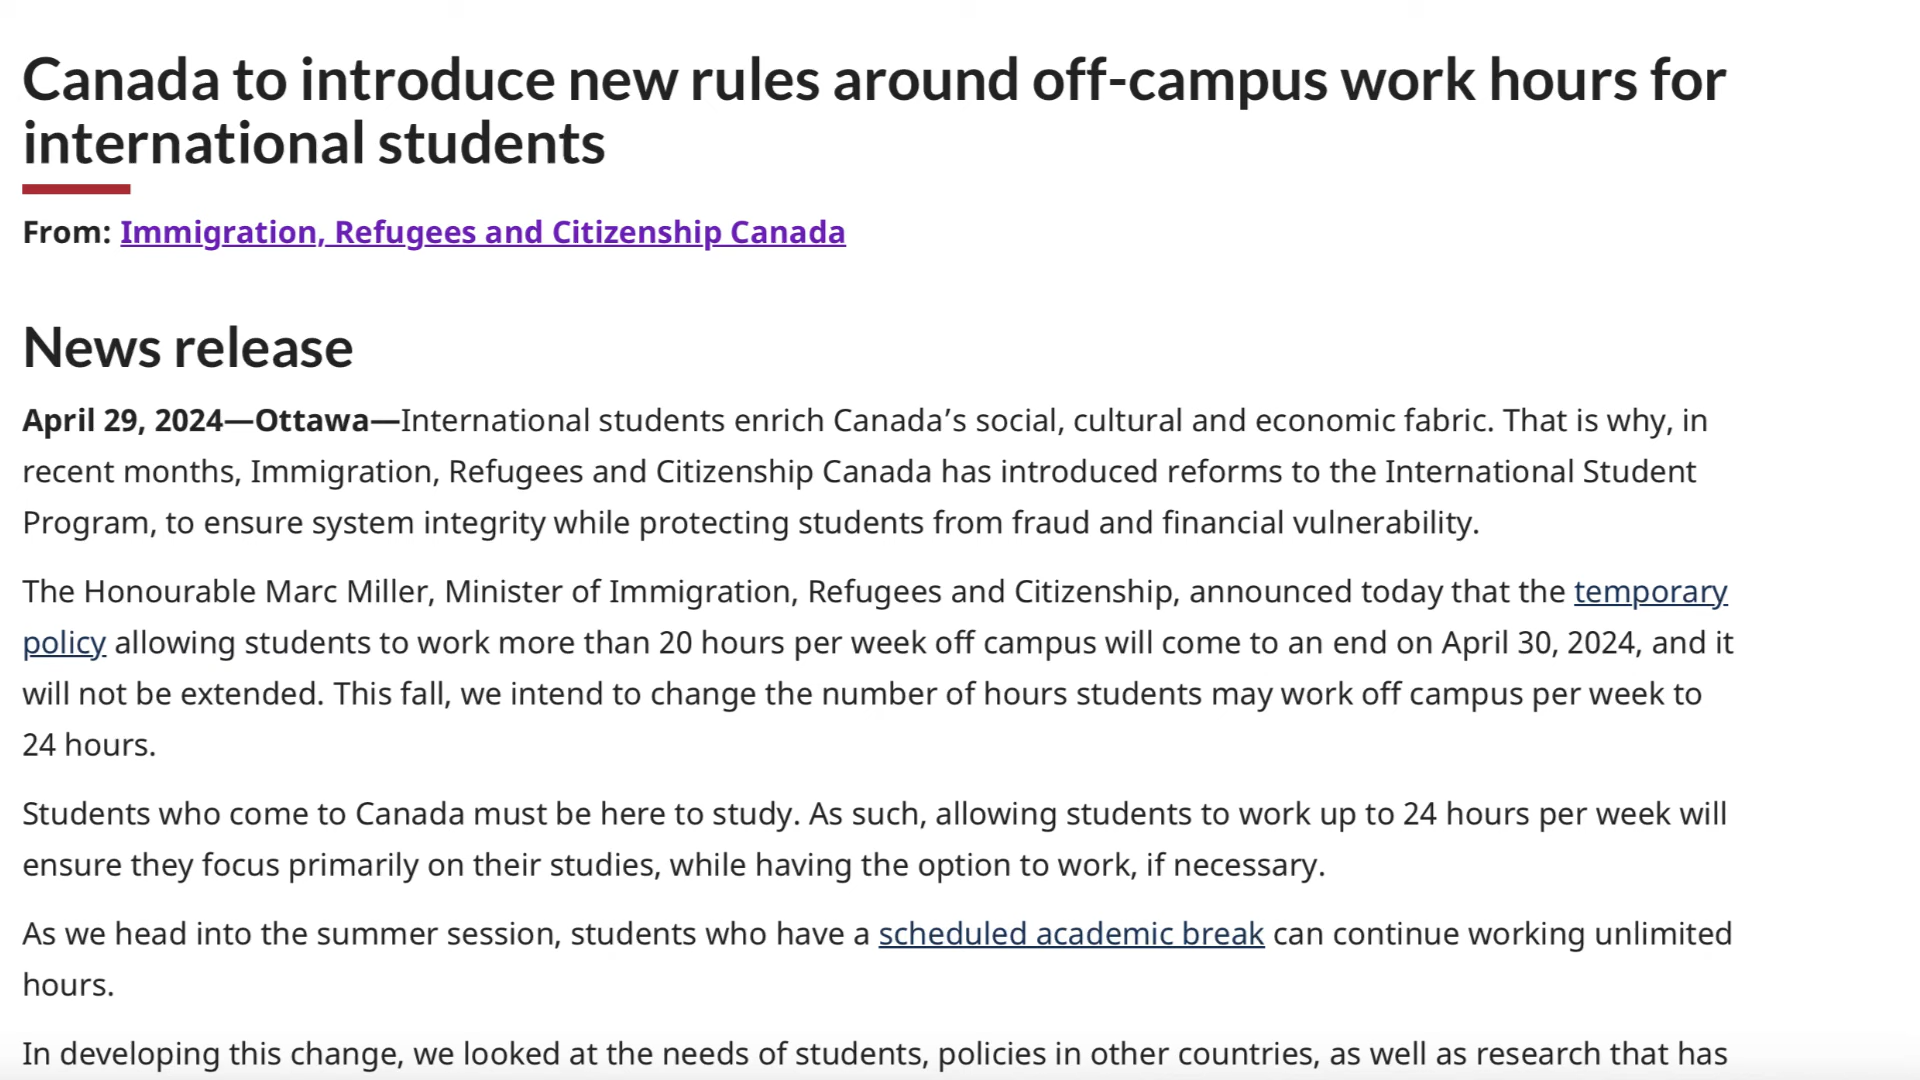 Canada to introduce new rules around off-campus work hours for
international students
From: Immigration, Refugees and Citizenship Canada
News release
April 29, 2024—Ottawa—International students enrich Canada’s social, cultural and economic fabric. That is why, in
recent months, Immigration, Refugees and Citizenship Canada has introduced reforms to the International Student
Program, to ensure system integrity while protecting students from fraud and financial vulnerability.
The Honourable Marc Miller, Minister of Immigration, Refugees and Citizenship, announced today that the temporary
policy allowing students to work more than 20 hours per week off campus will come to an end on April 30, 2024, and it
will not be extended. This fall, we intend to change the number of hours students may work off campus per week to
24 hours.
Students who come to Canada must be here to study. As such, allowing students to work up to 24 hours per week will
ensure they focus primarily on their studies, while having the option to work, if necessary.
As we head into the summer session, students who have a scheduled academic break can continue working unlimited
hours.
In developing this change, we looked at the needs of students, policies in other countries, as well as research that has